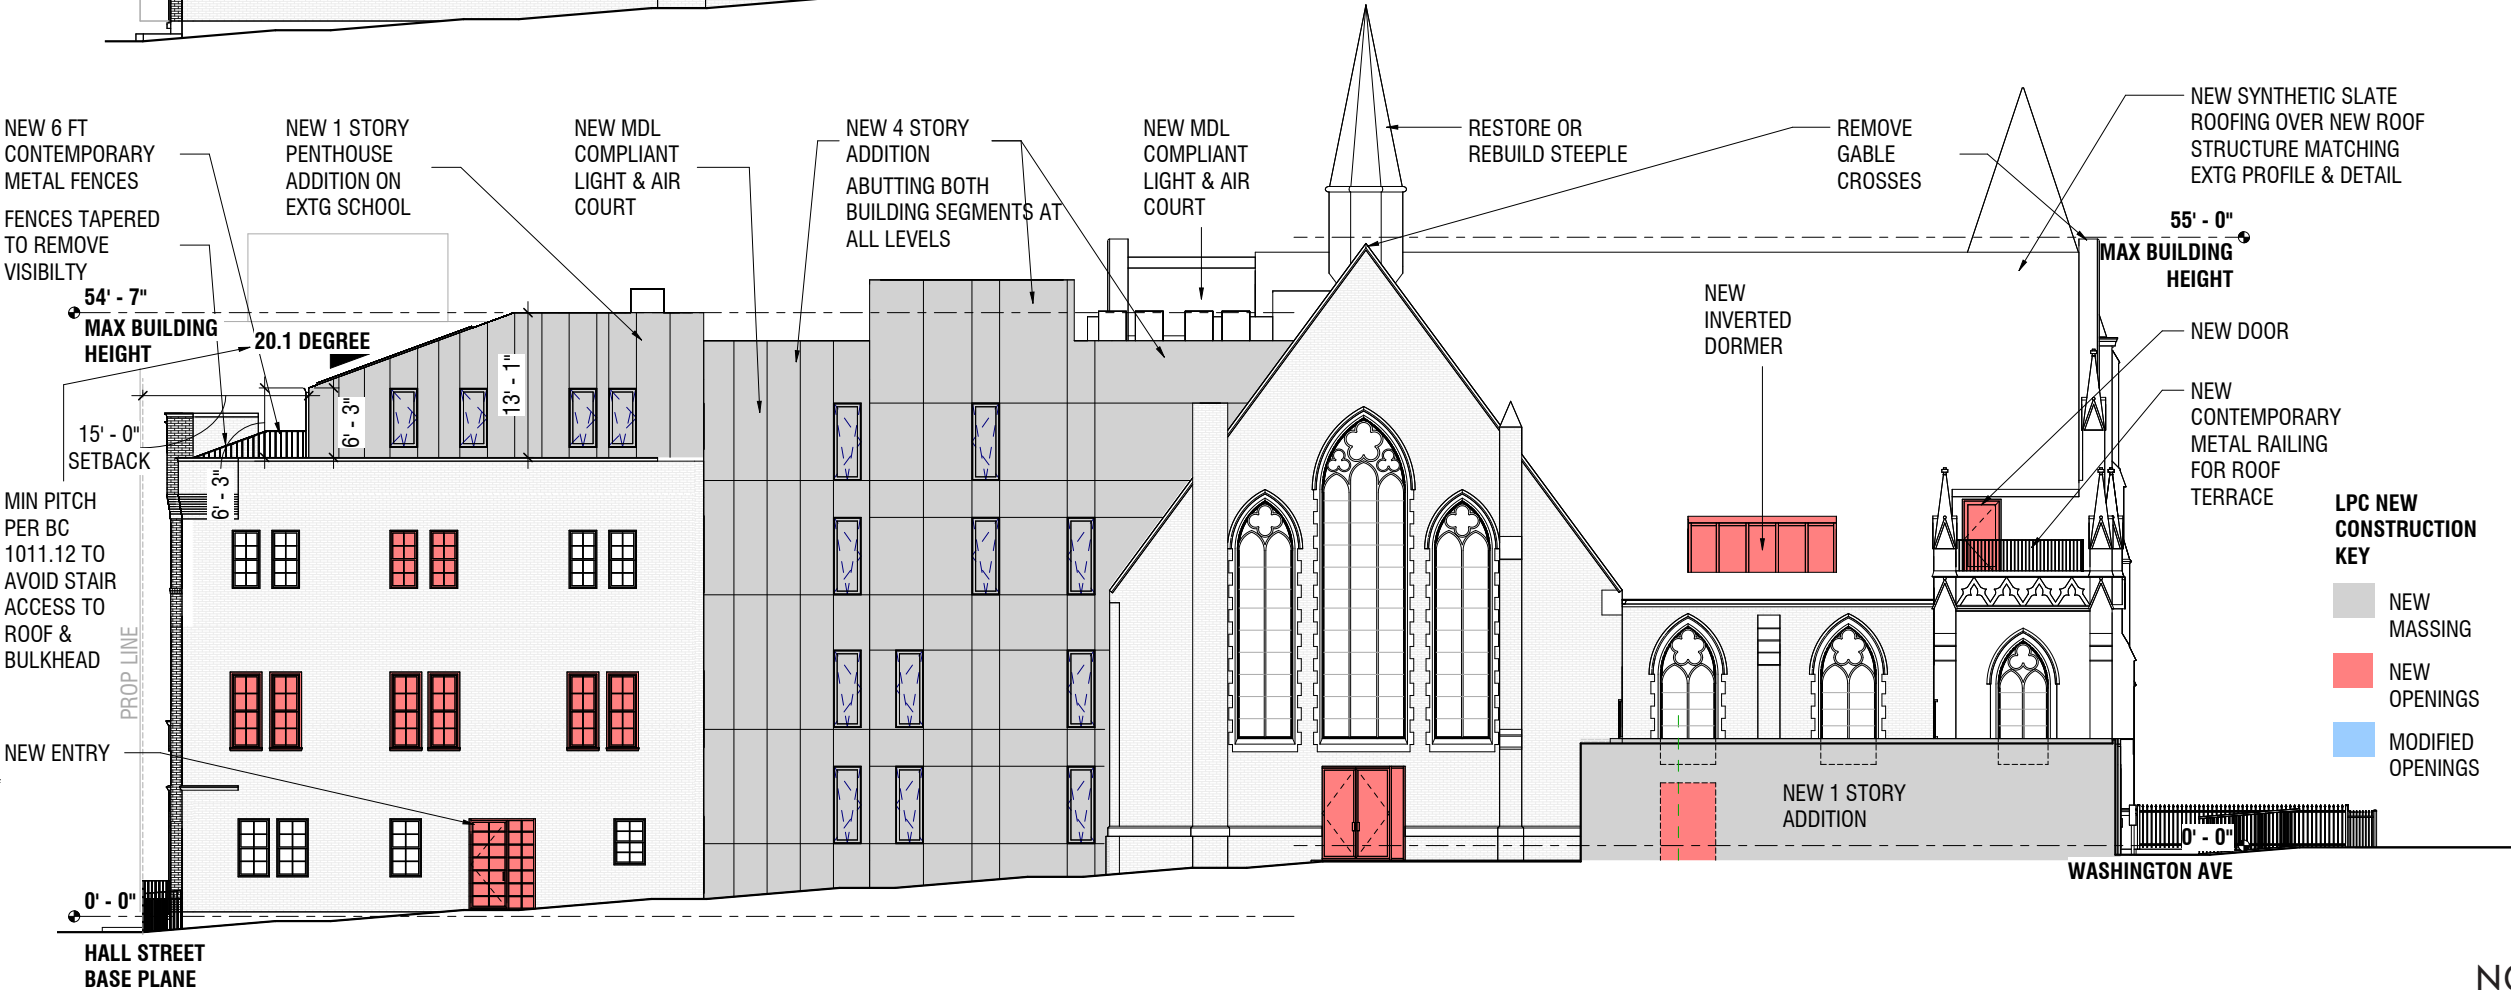 NEW 6 FT
CONTEMPORARY
METAL FENCES
FENCES TAPERED
TO REMOVE
VISIBILTY
NEW 1 STORY
PENTHOUSE
ADDITION ON
EXTG SCHOOL
NEW MDL
COMPLIANT
LIGHT & AIR
COURT
NEW 4 STORY
ADDITION
ABUTTING BOTH
BUILDING SEGMENTS AT
ALL LEVELS
NEW MDL
COMPLIANT
LIGHT & AIR
COURT
RESTORE OR
REBUILD STEEPLE
REMOVE
GABLE
CROSSES
NEW SYNTHETIC SLATE
ROOFING OVER NEW ROOF
STRUCTURE MATCHING
EXTG PROFILE & DETAIL
55' - 0"
MAX BUILDING
HEIGHT
54' - 7"
MAX BUILDING
HEIGHT
20.1 DEGREE
13' - 1"
6' - 3"
15' - 0"
SETBACK
6' - 3"
MIN PITCH
PER BC
1011.12 TO
AVOID STAIR
ACCESS TO
ROOF &
BULKHEAD
PROP LINE
NEW ENTRY
NEW
INVERTED
DORMER
NEW DOOR
NEW
CONTEMPORARY
METAL RAILING
FOR ROOF
TERRACE
LPC NEW
CONSTRUCTION
KEY
NEW
MASSING
NEW
OPENINGS
MODIFIED
OPENINGS
NEW 1 STORY
ADDITION
0' - 0"
WASHINGTON AVE
0' - 0"
HALL STREET
BASE PLANE